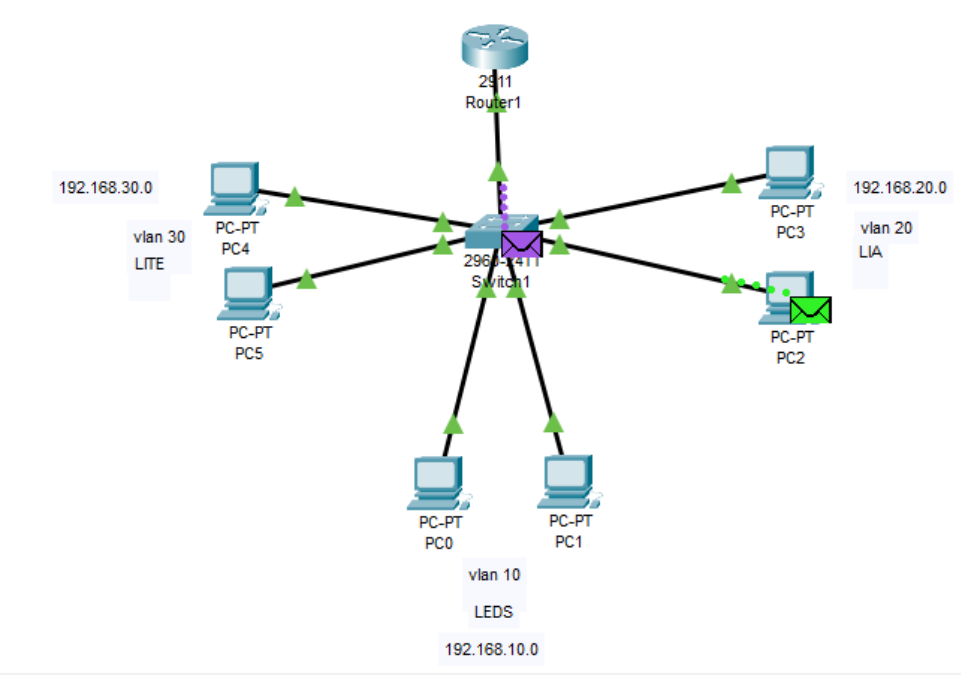 2911
Router1
192.168.30.0
PC-PT
PC4
vlan 30
LITE
PC-PT
PC5
PC-PT
PC3
192.168.20.0
vlan 20
LIA
Switch1
PC-PT
PC2
PC-PT
PC0
PC-PT
PC1
vlan 10
LEDS
192.168.10.0